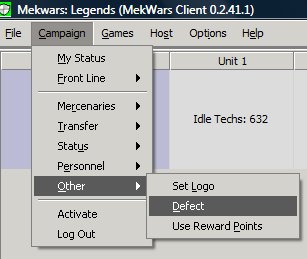 Mekwars: Legends (MekWars Client 0.2.41.1)
File Campaign Games Host Options Help
Unit 1
Idle Techs: 632
My Status
Front Line
Mercenaries
Transfer
Status
Personnel
Other
Activate
Log Out
Set Logo
Defect
Use Reward Points